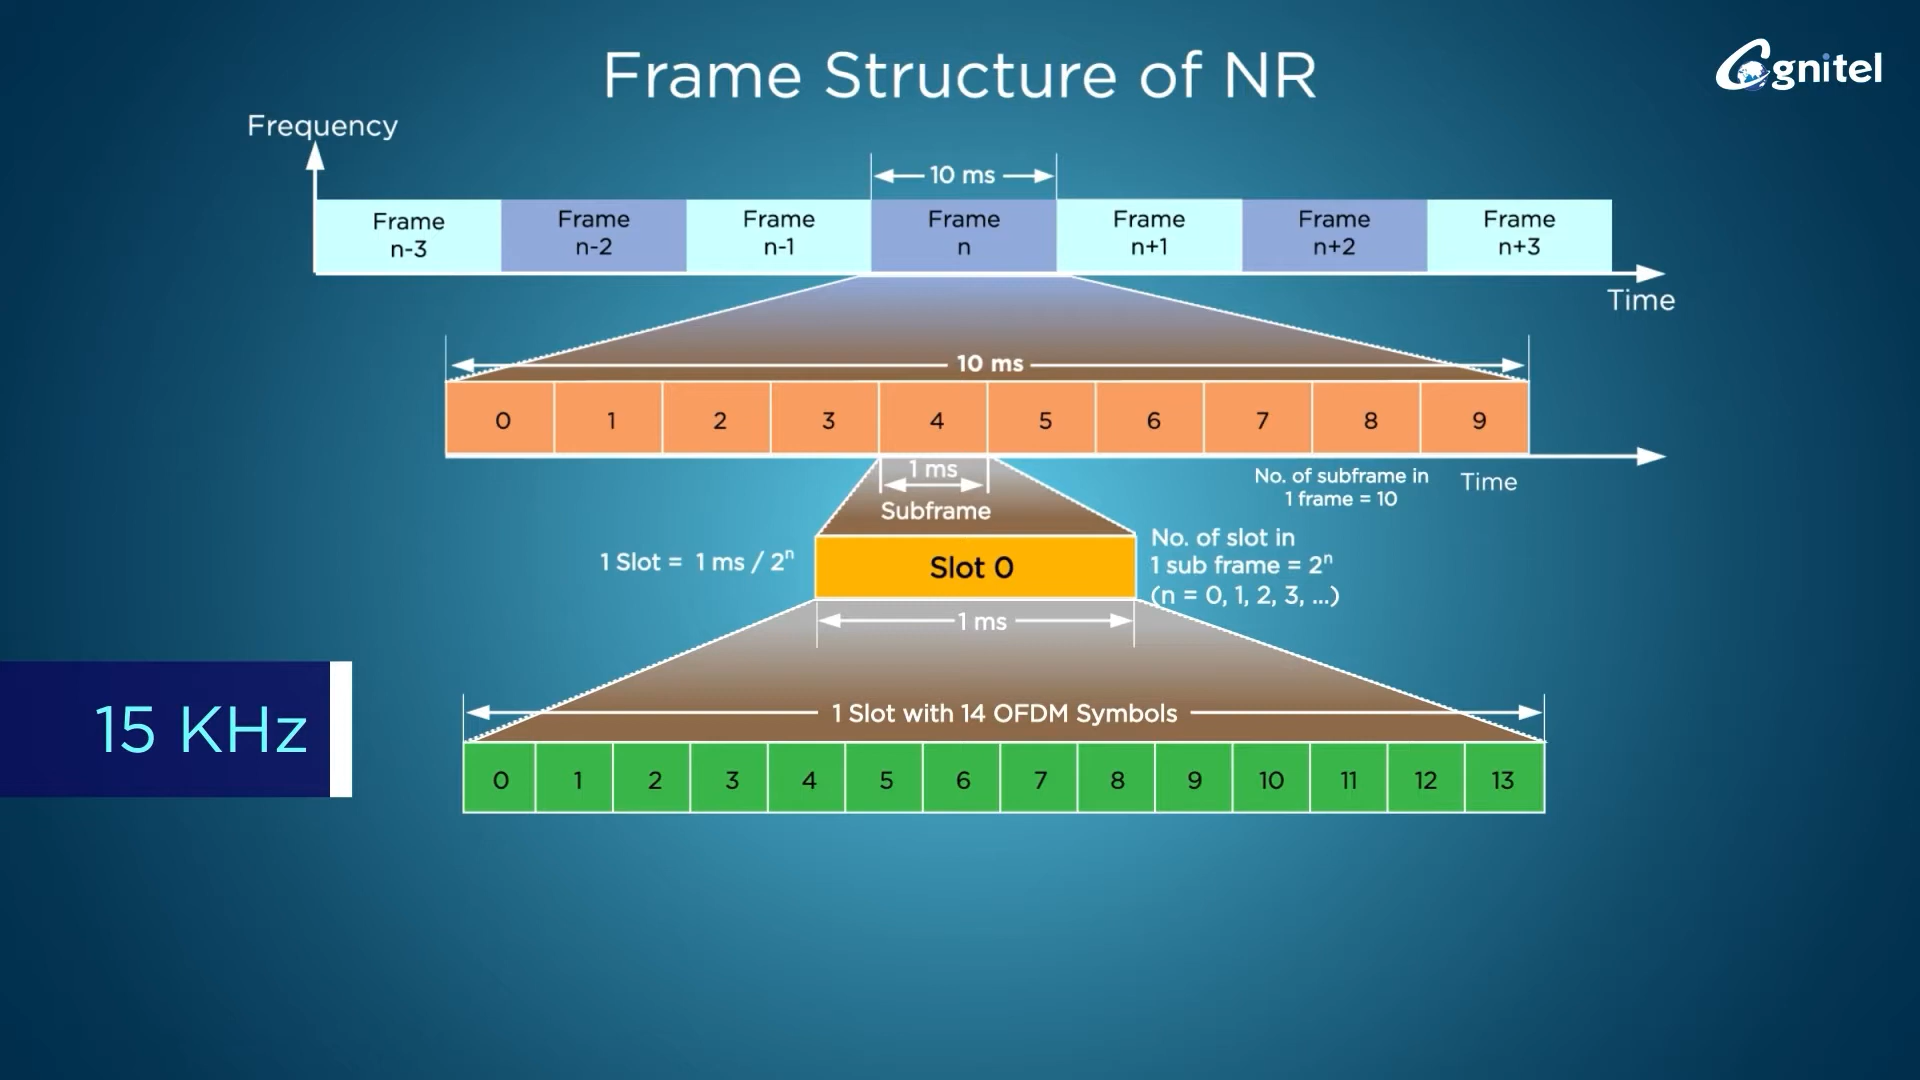 Frame Structure of NR
Cognitel
Frequency
10 ms
Frame
n-3
Frame
n-2
Frame
n-1
Frame
n
Frame
n+1
Frame
n+2
Frame
n+3
Time
10 ms
0 1 2 3 4 5 6 7 8 9
1 ms
Subframe
No. of subframe in
1 frame = 10
Time
1 Slot = 1 ms / 2ⁿ
Slot 0
No. of slot in
1 sub frame = 2ⁿ
(n = 0, 1, 2, 3, ...)
1 ms
15 KHz
1 Slot with 14 OFDM Symbols
0 1 2 3 4 5 6 7 8 9 10 11 12 13